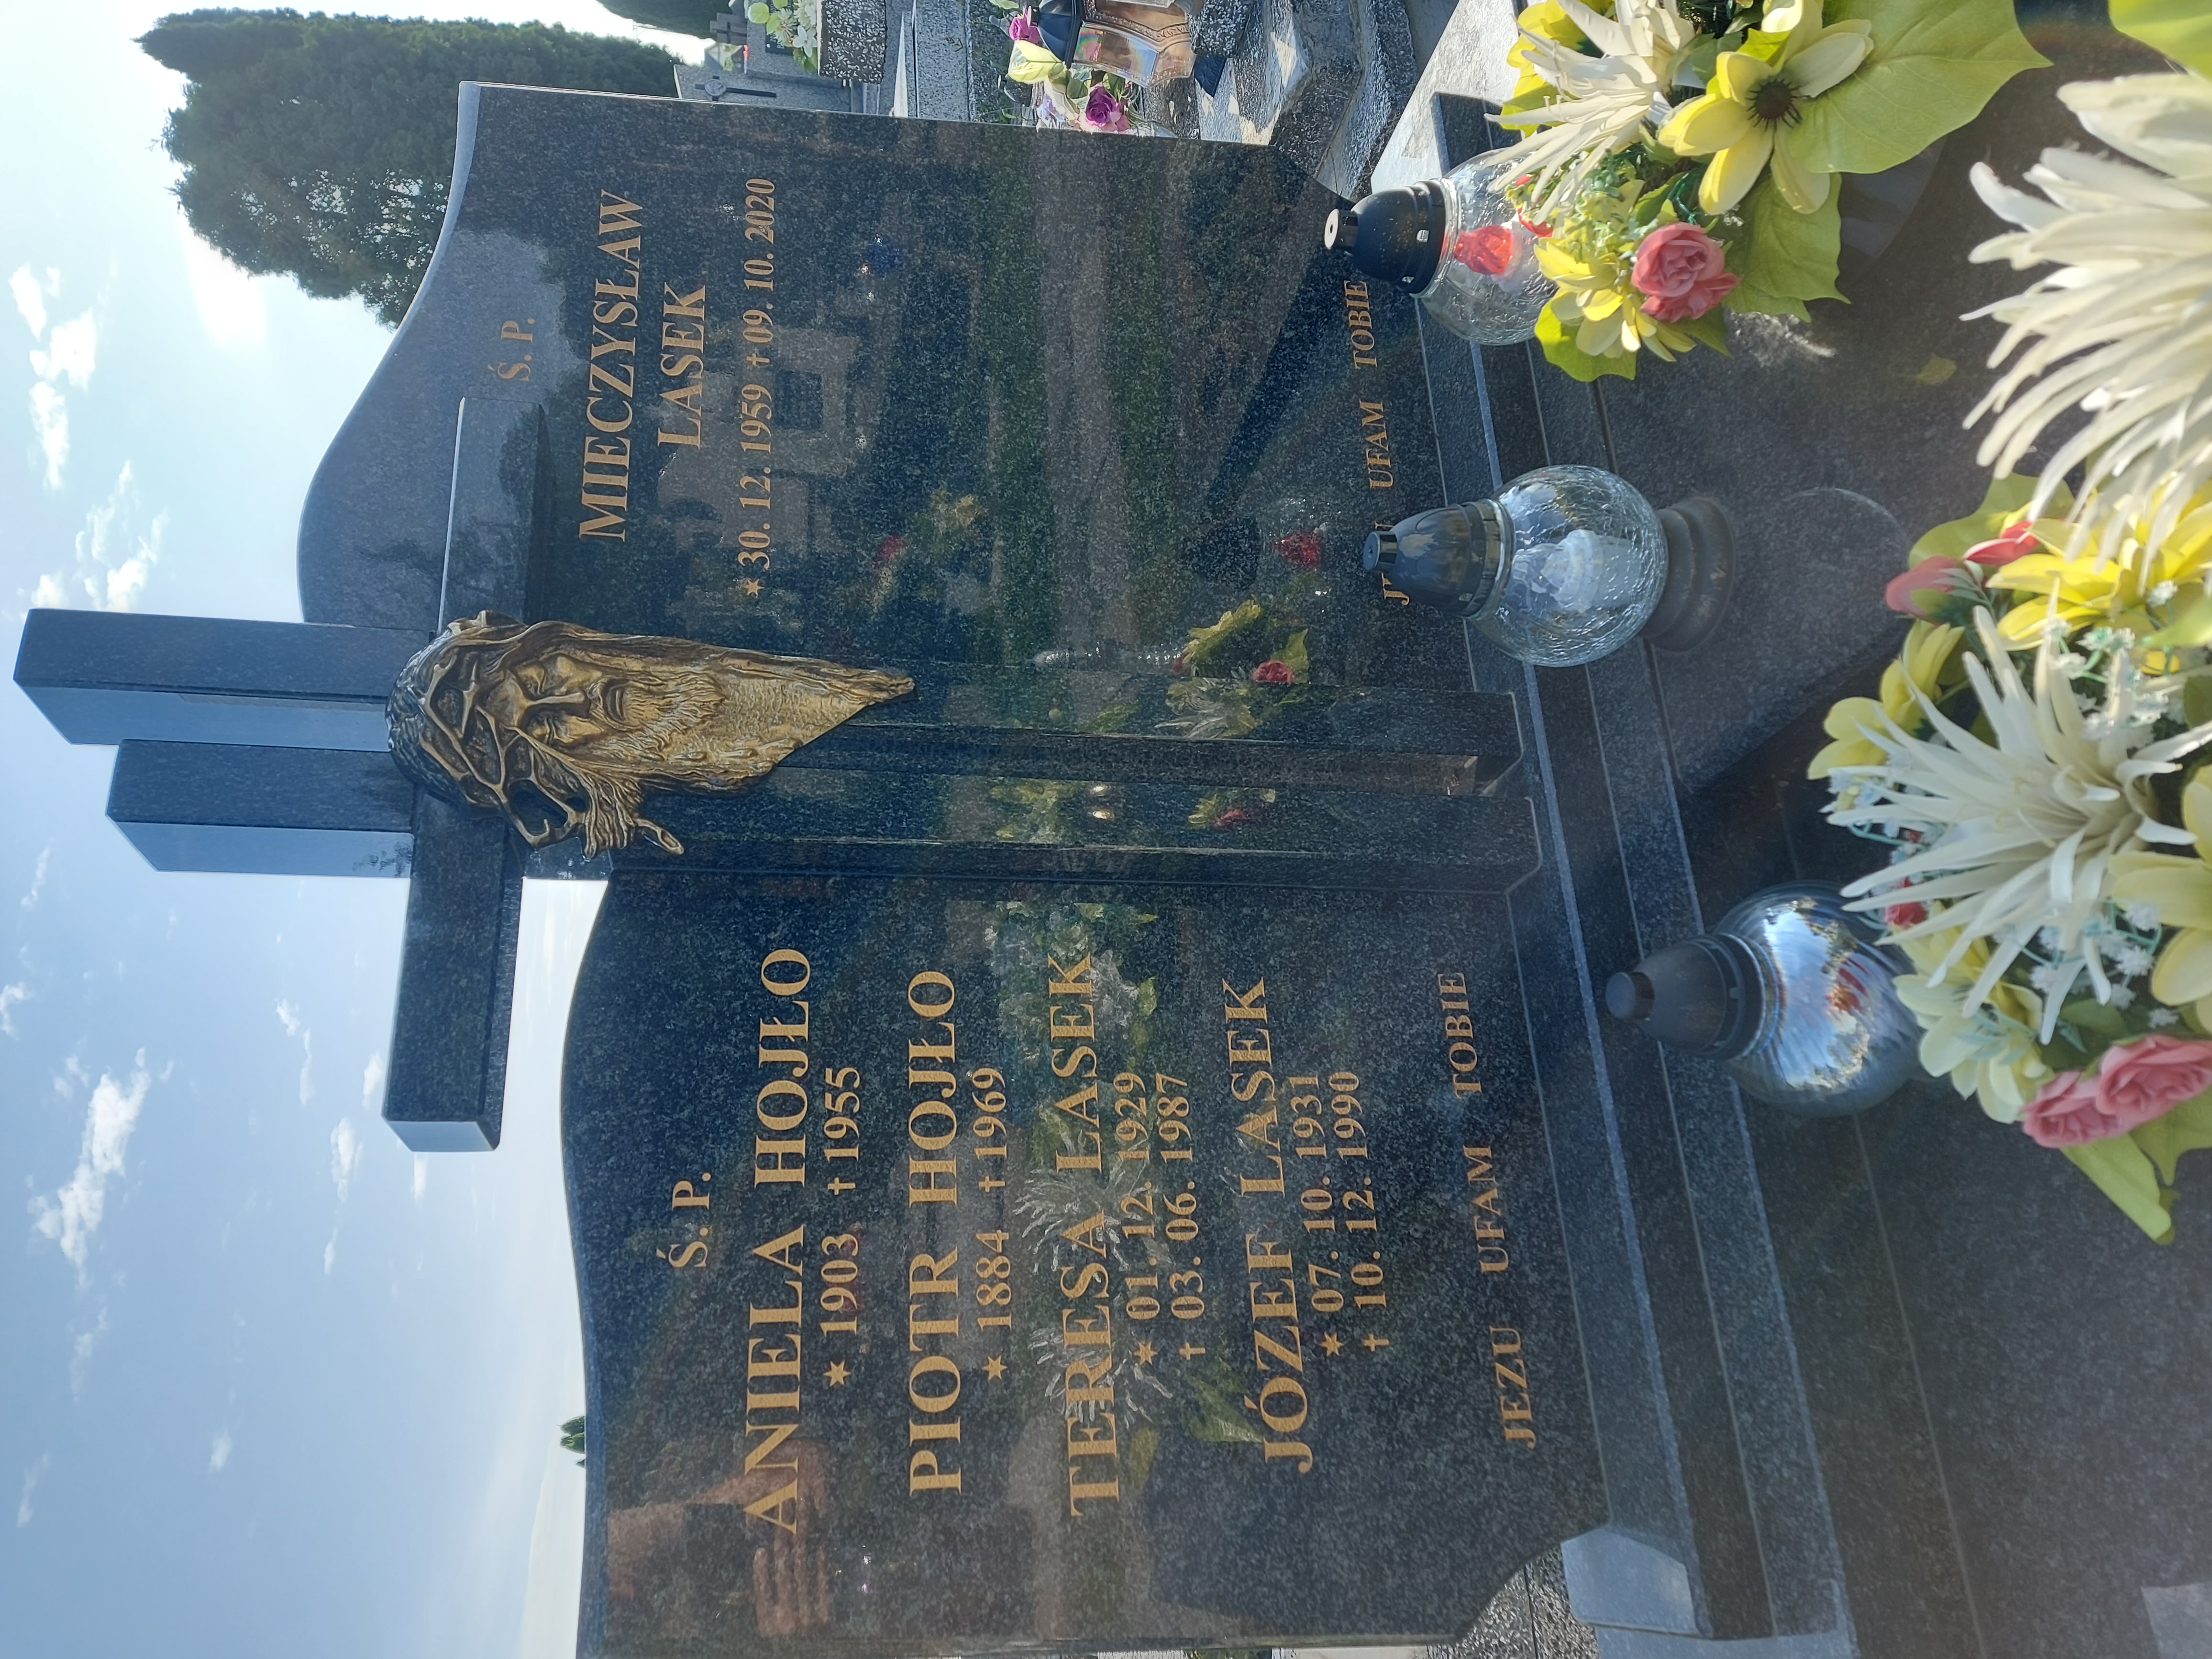 Ś. P.
ANIELA HOJŁO
* 1903 †1955
PIOTR HOJŁO
* 1884 †1969
TERESA LASEK
* 01. 12. 1929
† 03. 06. 1987
JÓZEF LASEK
* 07. 10. 1931
† 10. 12. 1990
JEZU UFAM TOBIE
Ś. P.
MIECZYSŁAW
LASEK
* 30. 12. 1959 † 09. 10. 2020
UFAM TOBIE